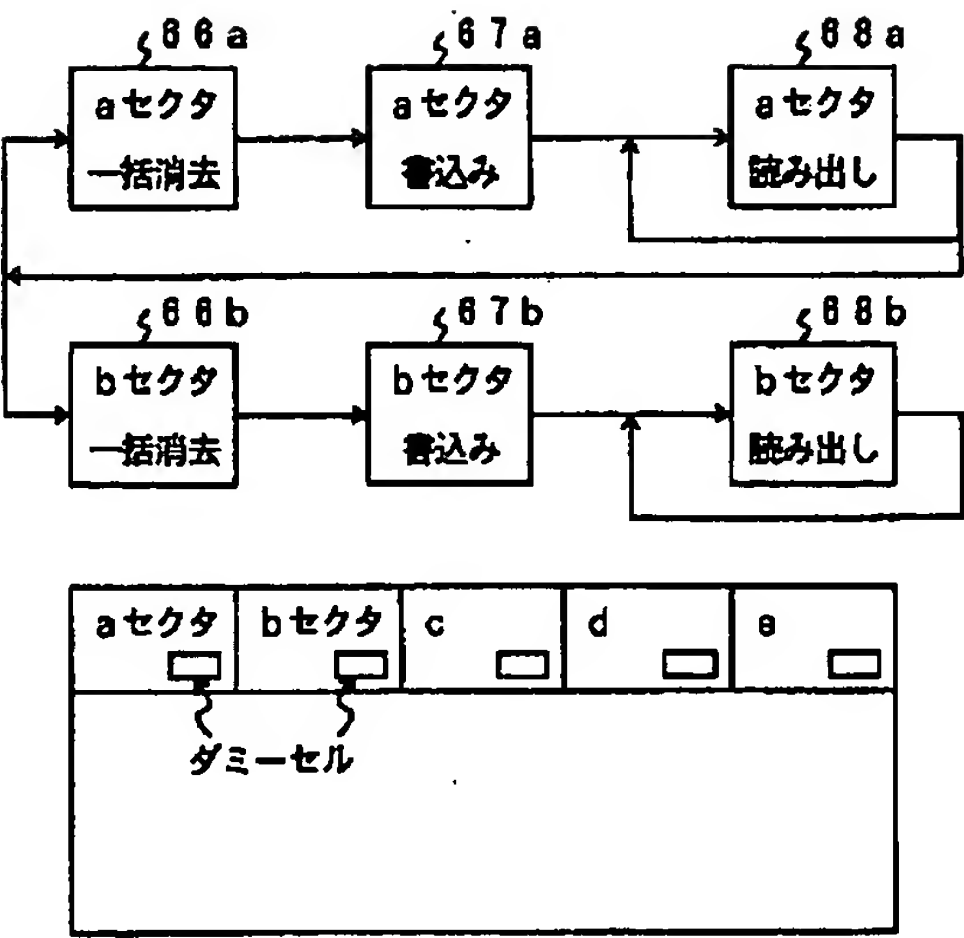 66a 67a 68a
aセクタ 一括消去
aセクタ 書込み
aセクタ 読み出し
66b 67b 68b
bセクタ 一括消去
bセクタ 書込み
bセクタ 読み出し
aセクタ bセクタ c d e
ダミーセル